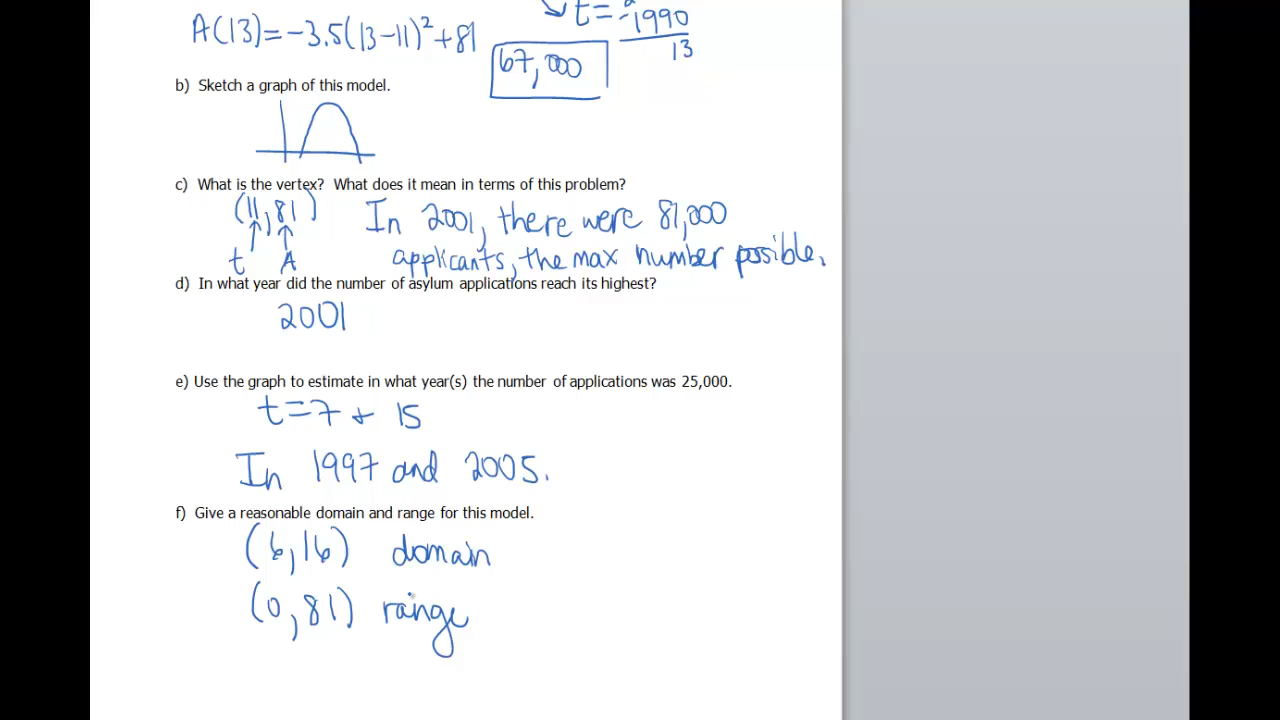 A(13)=-3.5(13-11)²+81
t=
-1990
13
67,000
b) Sketch a graph of this model.
c) What is the vertex? What does it mean in terms of this problem?
(11,81) In 2001, there were 81,000
t A applicants, the max number possible.
d) In what year did the number of asylum applications reach its highest?
2001
e) Use the graph to estimate in what year(s) the number of applications was 25,000.
t=7 + 15
In 1997 and 2005.
f) Give a reasonable domain and range for this model.
(6,16) domain
(0,81) range